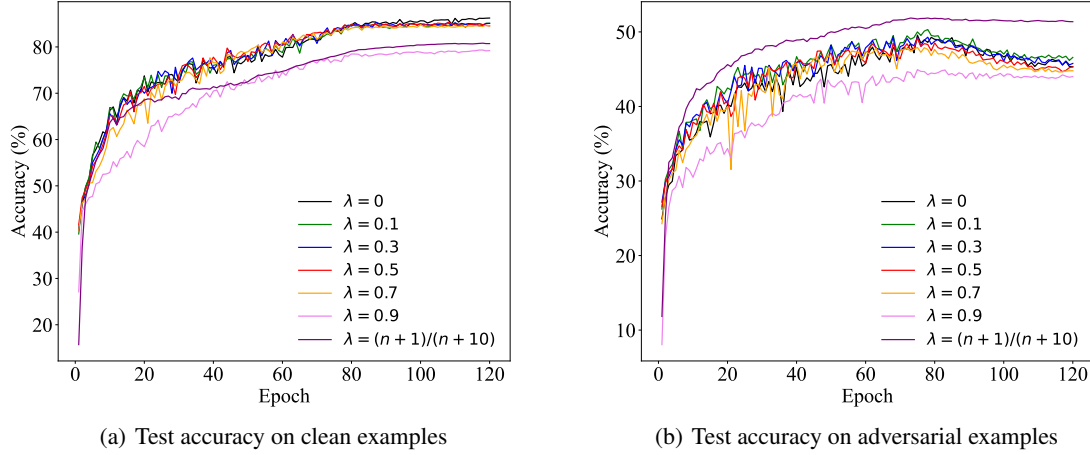 80
70
60
50
40
30
20
Accuracy (%)
λ = 0
λ = 0.1
λ = 0.3
λ = 0.5
λ = 0.7
λ = 0.9
λ = (n + 1)/(n + 10)
0 20 40 60 80 100 120
Epoch
(a) Test accuracy on clean examples
50
40
30
20
10
Accuracy (%)
λ = 0
λ = 0.1
λ = 0.3
λ = 0.5
λ = 0.7
λ = 0.9
λ = (n + 1)/(n + 10)
0 20 40 60 80 100 120
Epoch
(b) Test accuracy on adversarial examples